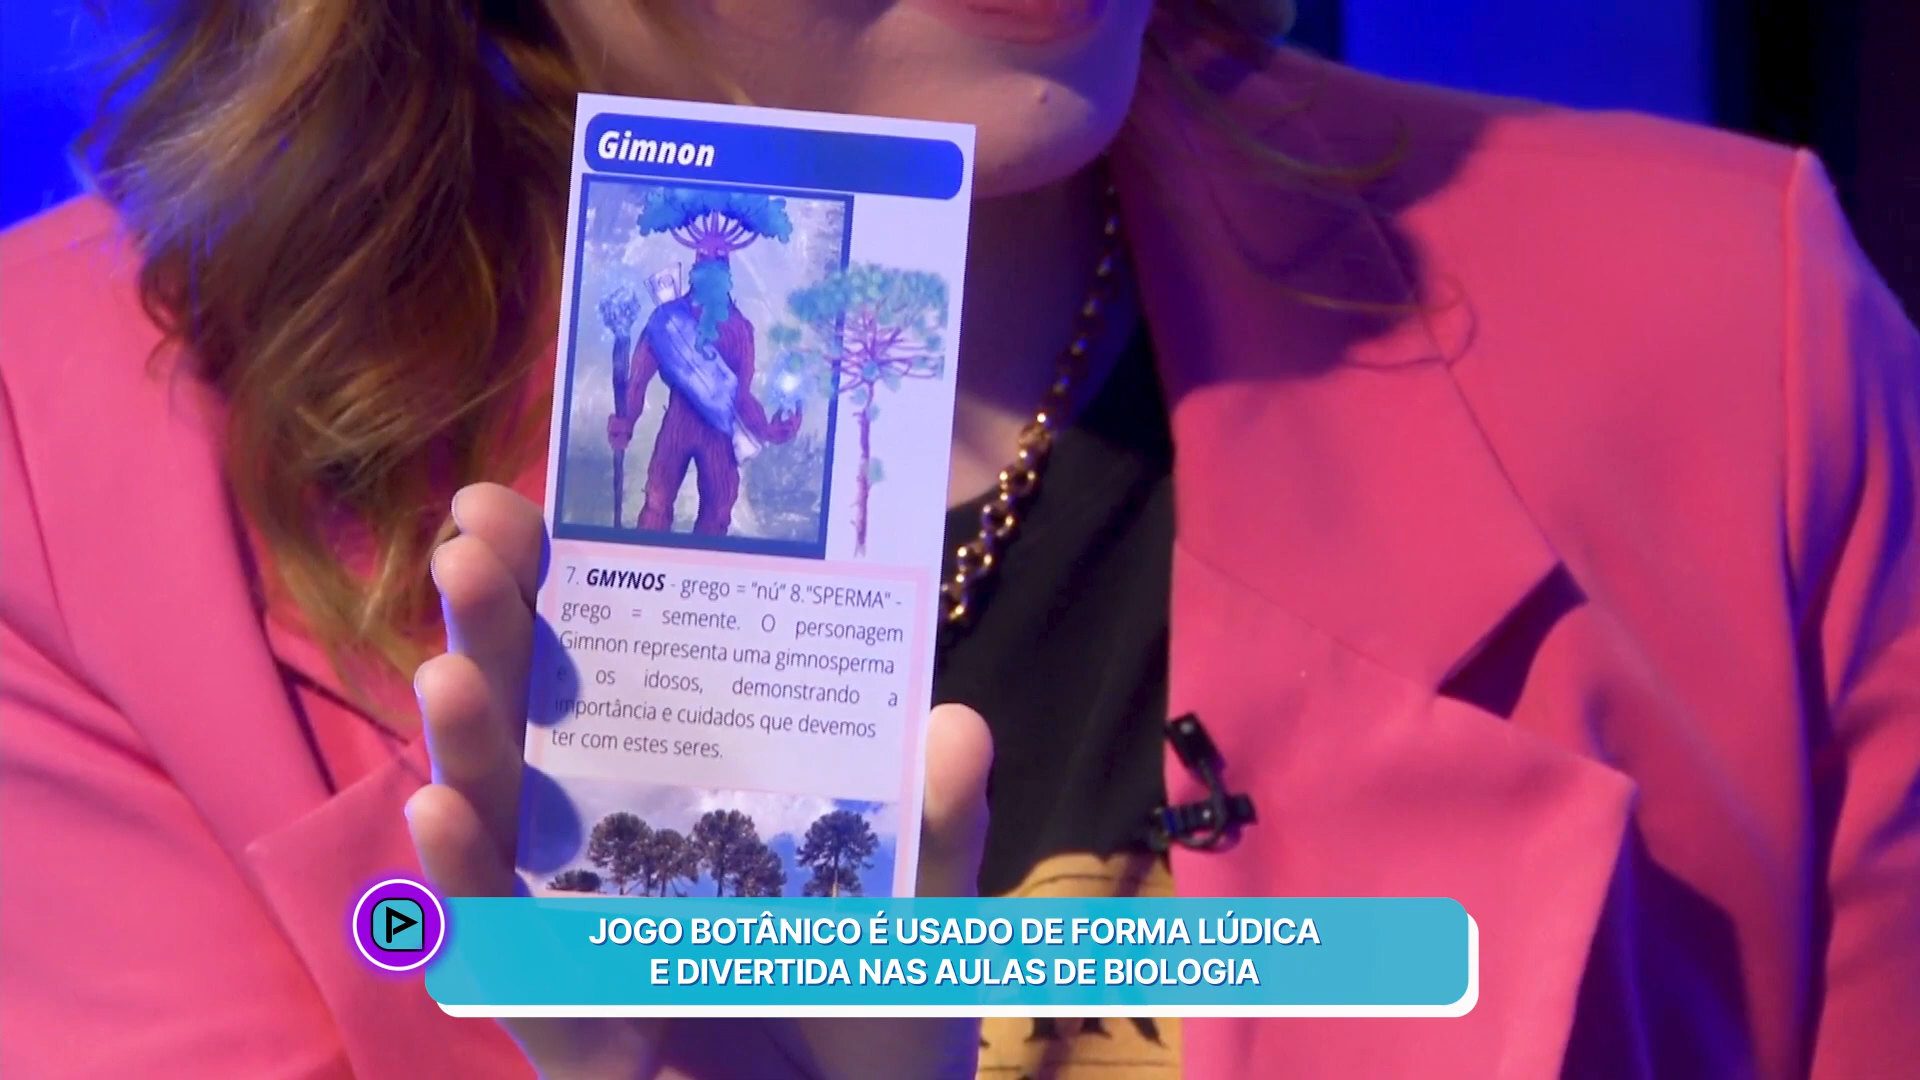 Gimnon
7. GMYNOS - grego = "nú" 8."SPERMA" -
grego = semente. O personagem
Gimnon representa uma gimnosperma
e os idosos, demonstrando a
importância e cuidados que devemos
ter com estes seres.
JOGO BOTÂNICO É USADO DE FORMA LÚDICA
E DIVERTIDA NAS AULAS DE BIOLOGIA